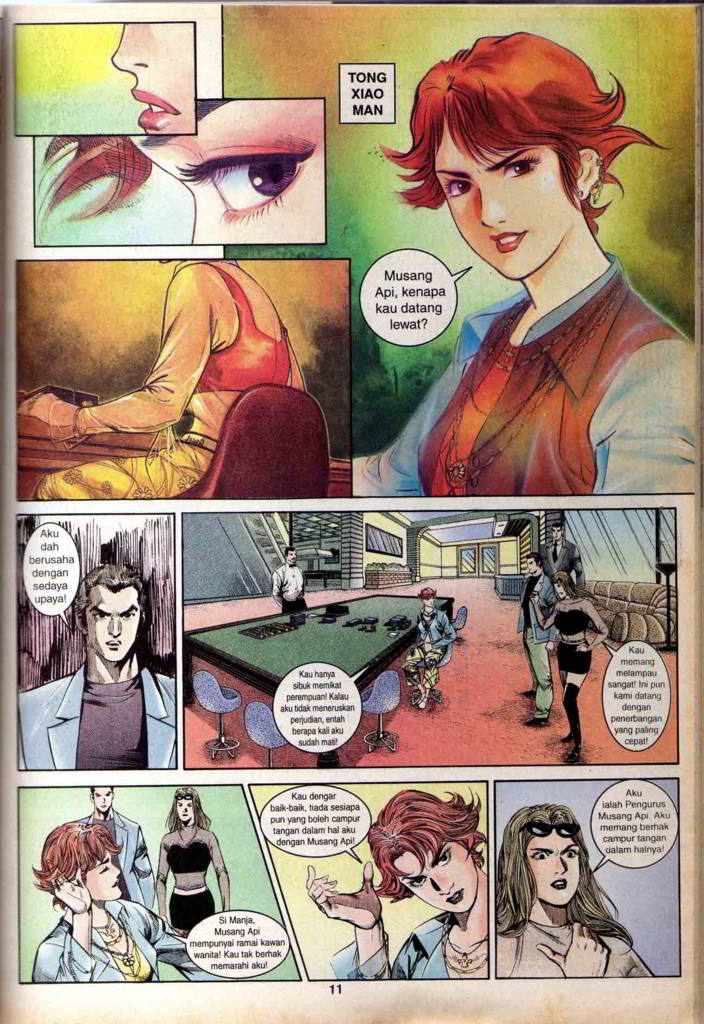 TONG
XIAO
MAN
Musang
Api, kenapa
kau datang
lewat?
Aku
dah
berusaha
dengan
sedaya
upaya!
Kau hanya
sibuk memikat
perempuan! Kalau
aku tidak meneruskan
perjudian, entah
berapa kali aku
sudah mati!
Kau
memang
melampau
sangat! Ini pun
kami datang
dengan
penerbangan
yang paling
cepat!
Si Manja,
Musang Api
mempunyai ramai kawan
wanita! Kau tak berhak
memarahi aku!
Kau dengar
baik-baik, tiada sesiapa
pun yang boleh campur
tangan dalam hal aku
dengan Musang Api!
Aku
ialah Pengurus
Musang Api. Aku
memang berhak
campur tangan
dalam halnya!
11